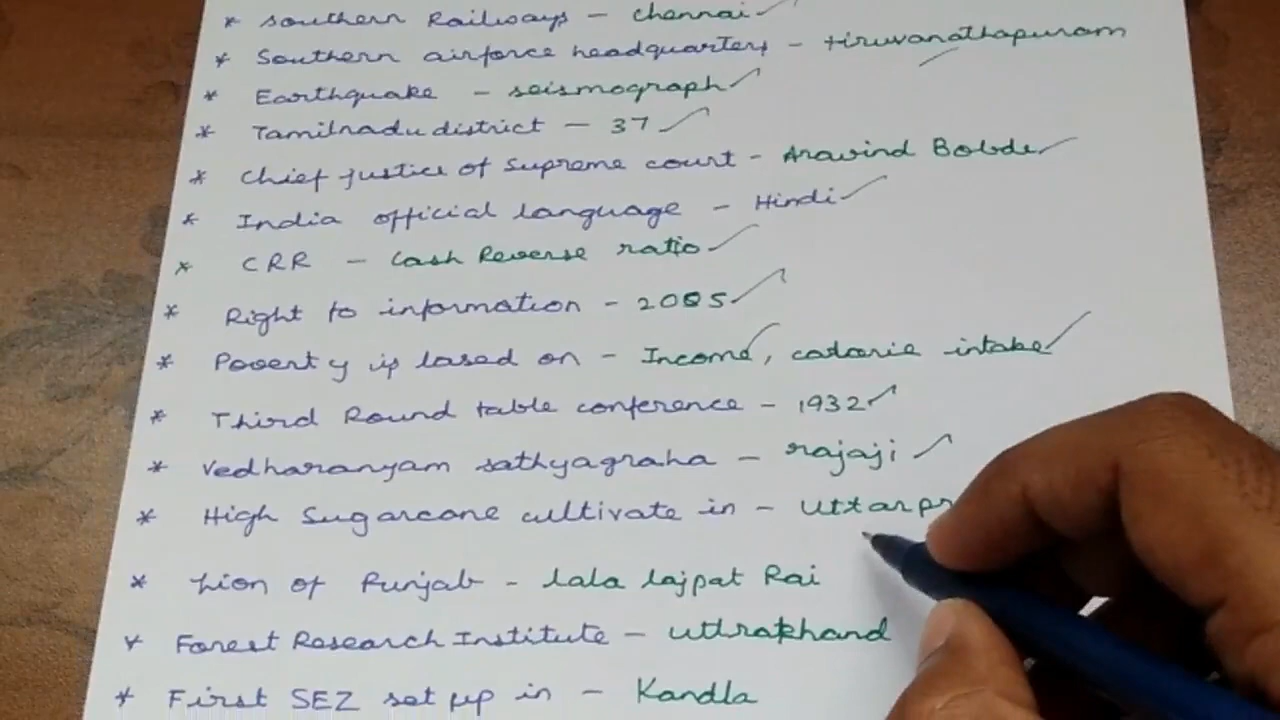 * Southern Railways - Chennai ✓
* Southern airforce headquarters - tiruvanathapuram
* Earthquake - seismograph ✓
* Tamilnadu district - 37 ✓
* Chief justice of Supreme court - Aravind Bobde ✓
* India official language - Hindi ✓
* CRR - Cash Reverse ratio ✓
* Right to information - 2005 ✓
* Poverty is lased on - Income ✓, calorie intake ✓
* Third Round table conference - 1932 ✓
* Vedharanyam sathyagraha - rajaji ✓
* High Sugarcane cultivate in - Uttarpr
* Lion of Punjab - lala lajpat Rai
* Forest Research Institute - Uttrakhand
* First SEZ set up in - Kandla